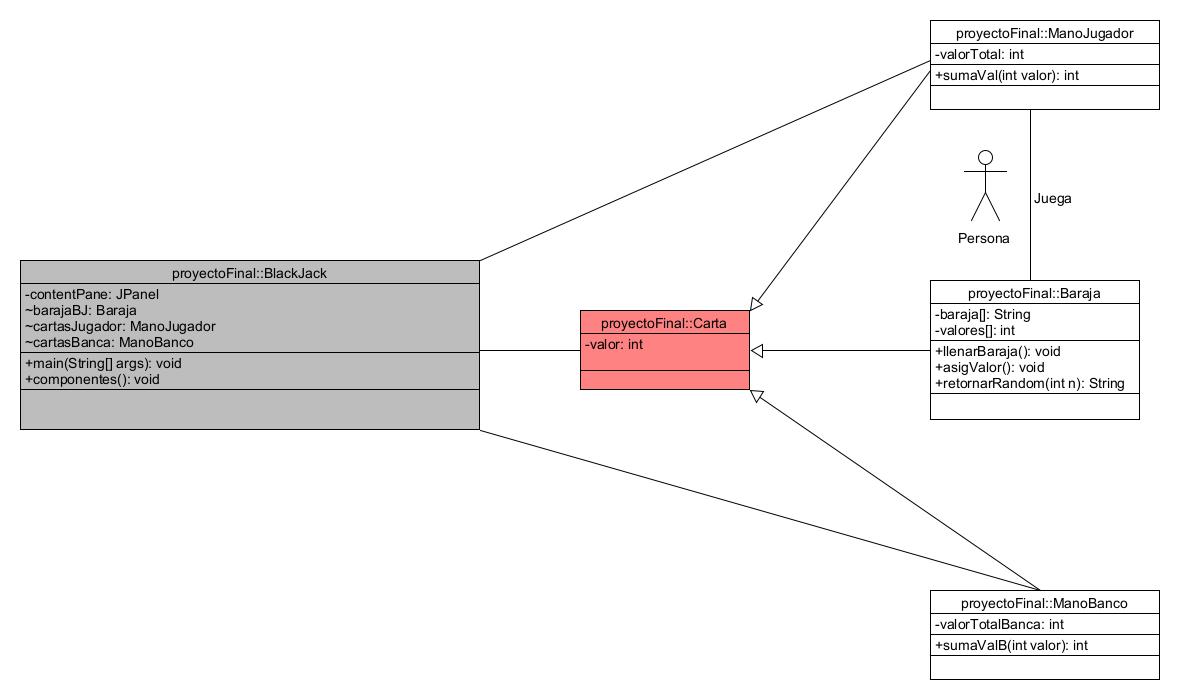 proyectoFinal::ManoJugador
-valorTotal: int
+sumaVal(int valor): int
Juega
Persona
proyectoFinal::BlackJack
-contentPane: JPanel
~barajaBJ: Baraja
~cartasJugador: ManoJugador
~cartasBanca: ManoBanco
+main(String[] args): void
+componentes(): void
proyectoFinal::Carta
-valor: int
proyectoFinal::Baraja
-baraja[]: String
-valores[]: int
+llenarBaraja(): void
+asigValor(): void
+retornarRandom(int n): String
proyectoFinal::ManoBanco
-valorTotalBanca: int
+sumaValB(int valor): int